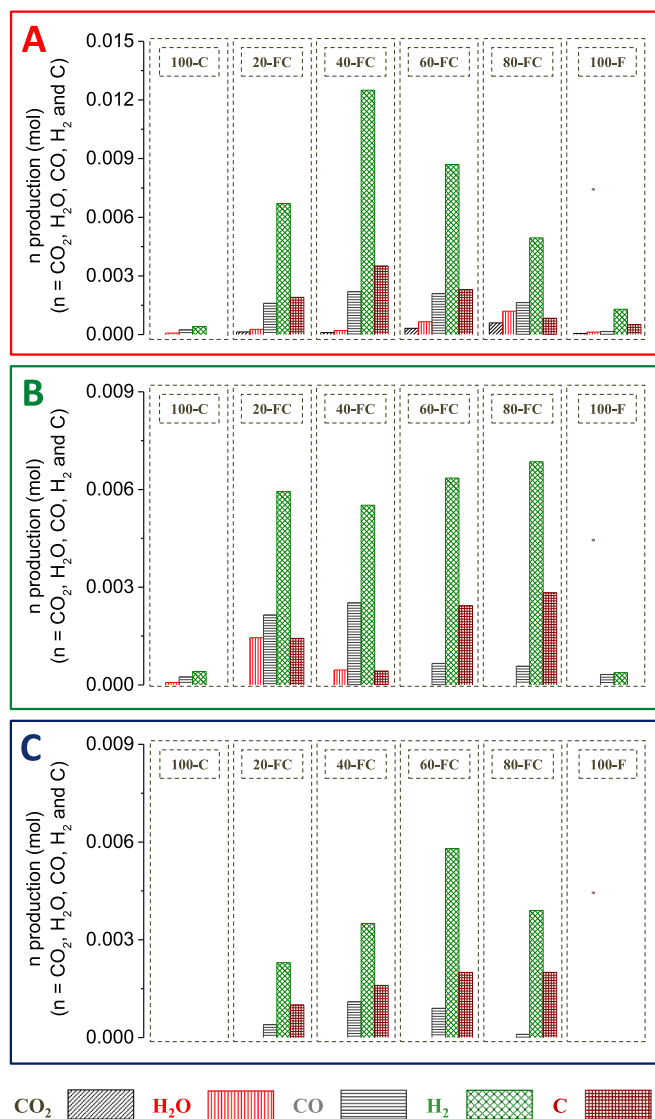 A
n production (mol)
(n = CO₂, H₂O, CO, H₂ and C)
0.015
0.012
0.009
0.006
0.003
0.000
100-C
20-FC
40-FC
60-FC
80-FC
100-F
B
n production (mol)
(n = CO₂, H₂O, CO, H₂ and C)
0.009
0.006
0.003
0.000
100-C
20-FC
40-FC
60-FC
80-FC
100-F
C
n production (mol)
(n = CO₂, H₂O, CO, H₂ and C)
0.009
0.006
0.003
0.000
100-C
20-FC
40-FC
60-FC
80-FC
100-F
CO₂ H₂O CO H₂ C